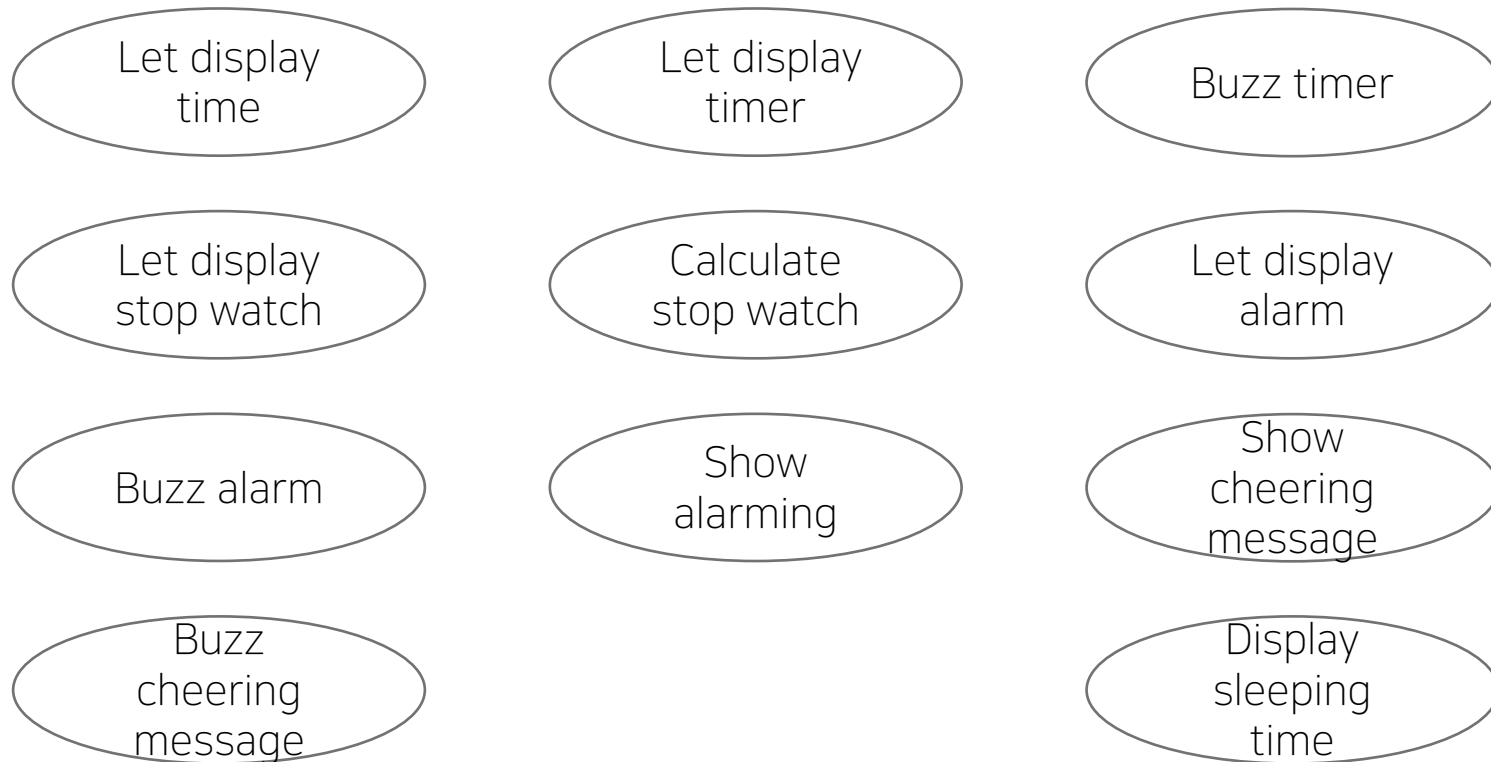 Let display
time
Let display
timer
Buzz timer
Let display
stop watch
Calculate
stop watch
Let display
alarm
Buzz alarm
Show
alarming
Show
cheering
message
Buzz
cheering
message
Display
sleeping
time